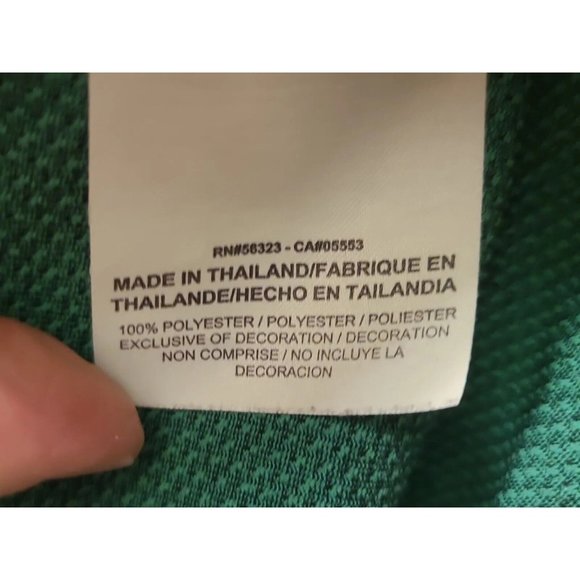 RN#56323 - CA#05553
MADE IN THAILAND/FABRIQUE EN
THAILANDE/HECHO EN TAILANDIA
100% POLYESTER / POLYESTER / POLIESTER
EXCLUSIVE OF DECORATION / DECORATION
NON COMPRISE / NO INCLUYE LA
DECORACION